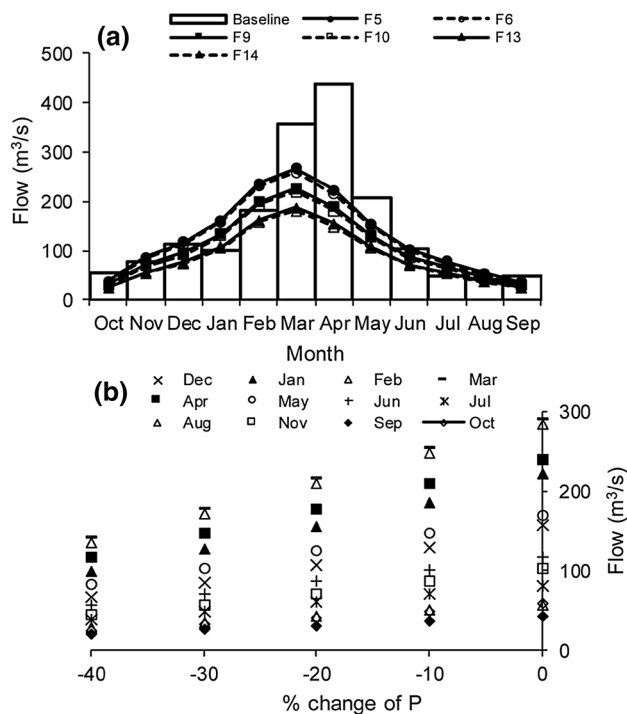 (a)
Baseline F5 F6
F9 F10 F13
F14
500
400
300
200
100
0
Flow (m³/s)
Oct Nov Dec Jan Feb Mar Apr May Jun Jul Aug Sep
Month
(b)
Dec Jan Feb Mar
Apr May Jun Jul
Aug Nov Sep Oct
300
200
100
0
Flow (m³/s)
-40 -30 -20 -10 0
% change of P